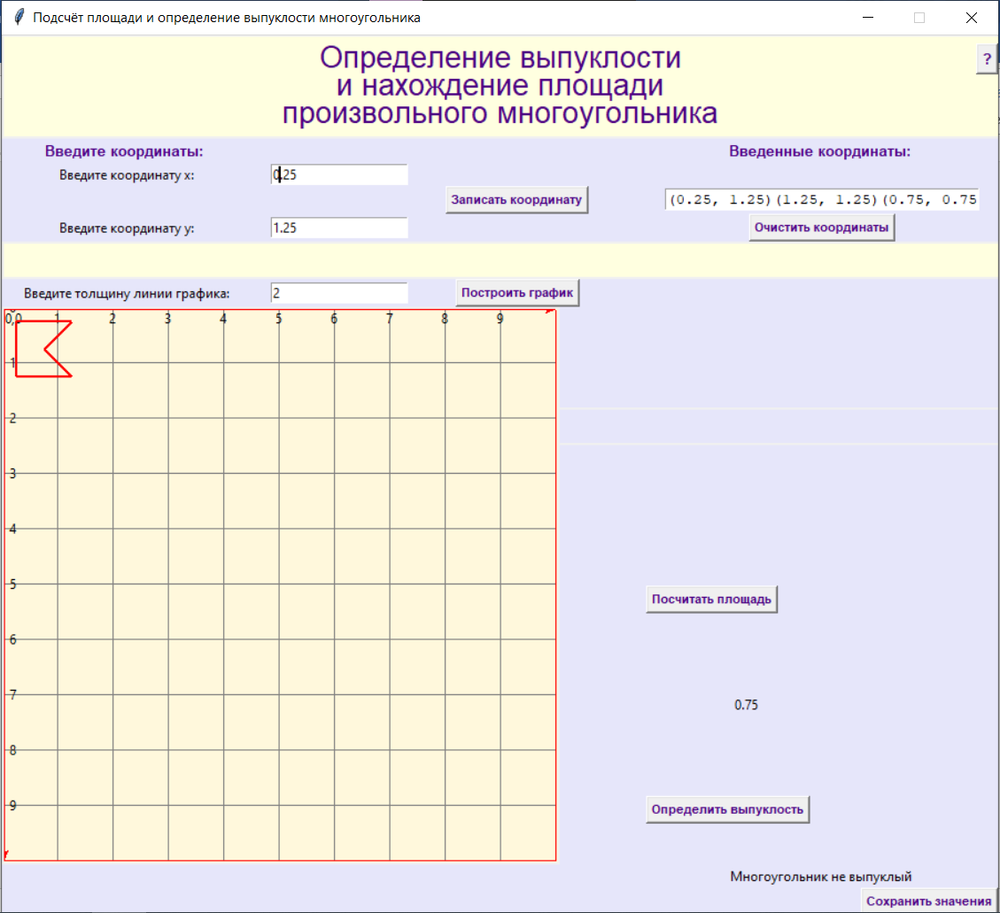 Подсчёт площади и определение выпуклости многоугольника
Определение выпуклости
и нахождение площади
произвольного многоугольника
?
Введите координаты:
Введенные координаты:
Введите координату x:
0.25
Записать координату
(0.25, 1.25)(1.25, 1.25)(0.75, 0.75
Введите координату y:
1.25
Очистить координаты
Введите толщину линии графика:
2
Построить график
0,0 1 2 3 4 5 6 7 8 9
1
2
3
4
5
6
7
8
9
Посчитать площадь
0.75
Определить выпуклость
Многоугольник не выпуклый
Сохранить значения